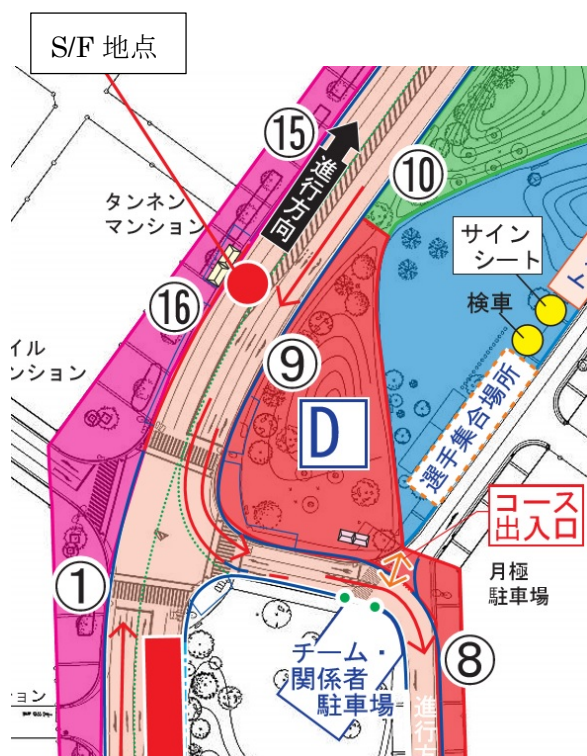 S/F 地点
⑮
進行方向
⑩
タンネン
マンション
サイン
シート
ト
検車
⑯
イル
ンション
⑨
D
選手集合場所
コース
出入口
①
月極
駐車場
チーム・
関係者
駐車場
⑧
ション
進行方